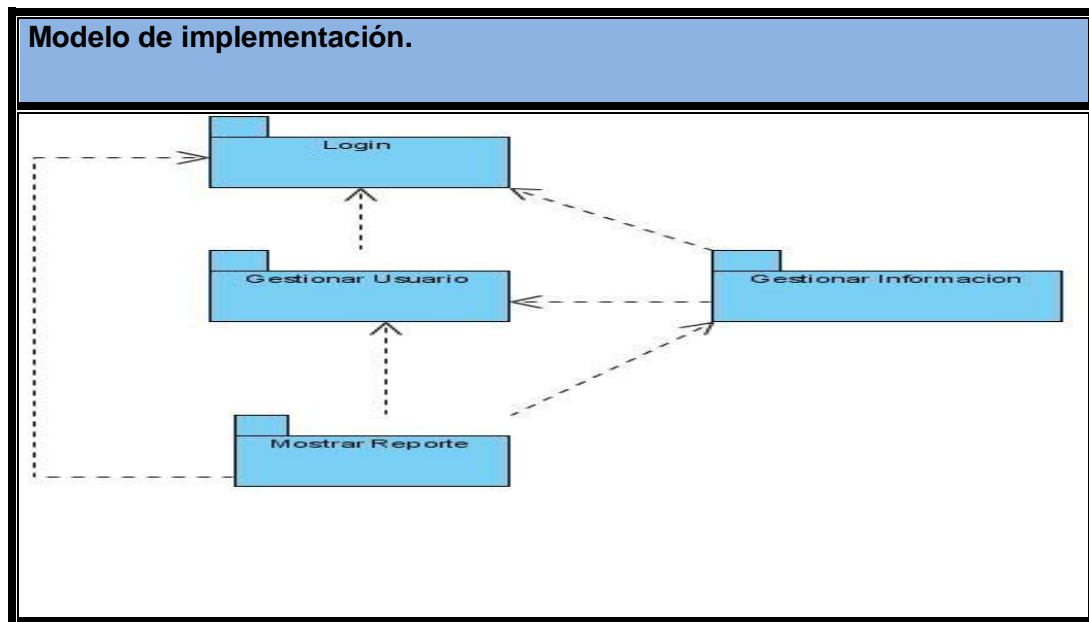 Modelo de implementación.
Login
Gestionar Usuario
Gestionar Informacion
Mostrar Reporte